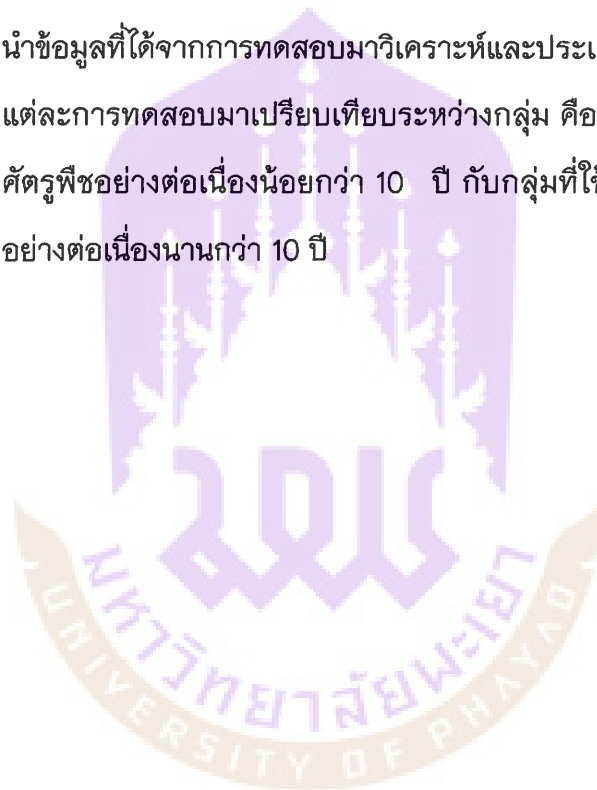 นำข้อมูลที่ได้จากการทดสอบมาวิเคราะห์และประเ
แต่ละการทดสอบมาเปรียบเทียบระหว่างกลุ่ม คือ
ศัตรูพืชอย่างต่อเนื่องน้อยกว่า 10 ปี กับกลุ่มที่ใช้
อย่างต่อเนื่องนานกว่า 10 ปี
มพย
มหาวิทยาลัยพะเยา
UNIVERSITY OF PHAYAO